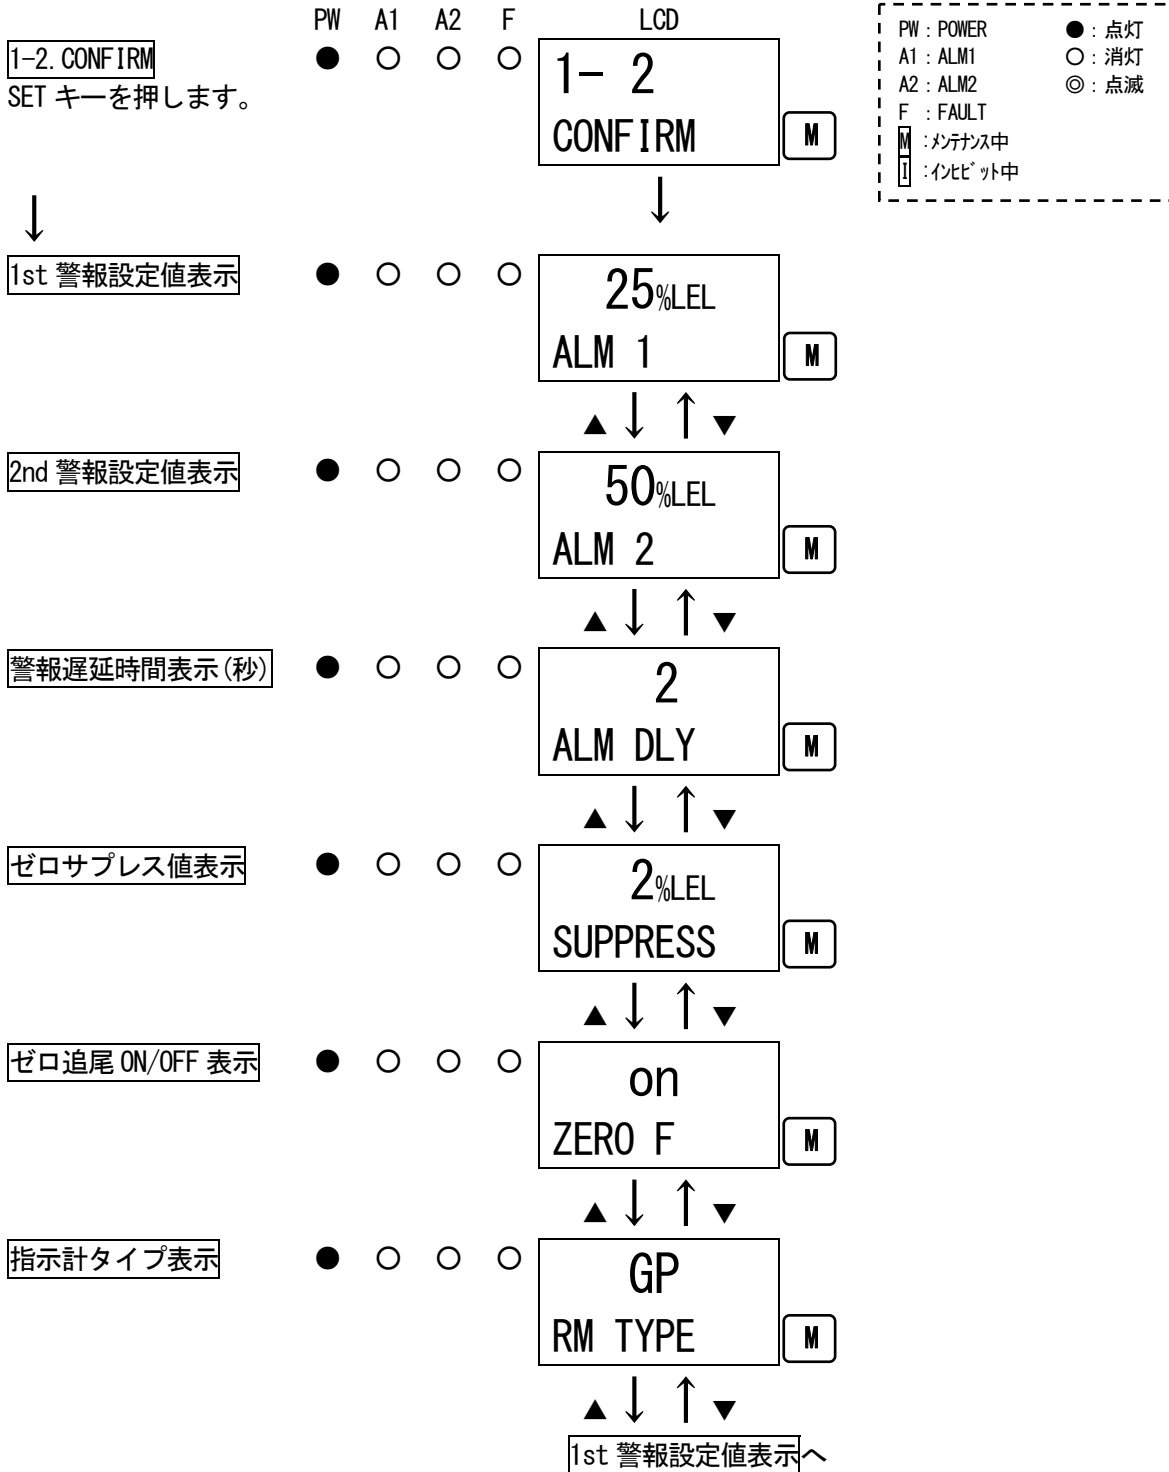 PW A1 A2 F LCD
1-2.CONFIRM ● ○ ○ ○ 1- 2
SET キーを押します。 CONFIRM M
PW : POWER ● : 点灯
A1 : ALM1 ○ : 消灯
A2 : ALM2 ◎ : 点滅
F : FAULT
M :メンテナンス中
I :インヒビット中
↓ ↓
1st 警報設定値表示 ● ○ ○ ○ 25%LEL
ALM 1 M
▲ ↓ ↑ ▼
2nd 警報設定値表示 ● ○ ○ ○ 50%LEL
ALM 2 M
▲ ↓ ↑ ▼
警報遅延時間表示(秒) ● ○ ○ ○ 2
ALM DLY M
▲ ↓ ↑ ▼
ゼロサプレス値表示 ● ○ ○ ○ 2%LEL
SUPPRESS M
▲ ↓ ↑ ▼
ゼロ追尾 ON/OFF 表示 ● ○ ○ ○ on
ZERO F M
▲ ↓ ↑ ▼
指示計タイプ表示 ● ○ ○ ○ GP
RM TYPE M
▲ ↓ ↑ ▼
1st 警報設定値表示へ